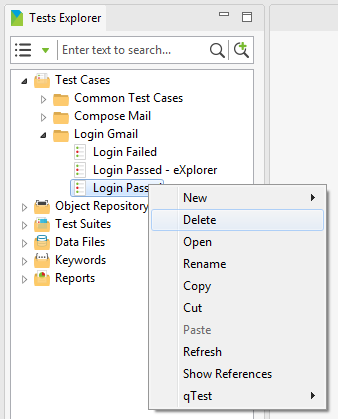 Tests Explorer
Enter text to search...
Test Cases
Common Test Cases
Compose Mail
Login Gmail
Login Failed
Login Passed - eXplorer
Login Pass
Object Repository
Test Suites
Data Files
Keywords
Reports
New
Delete
Open
Rename
Copy
Cut
Paste
Refresh
Show References
qTest